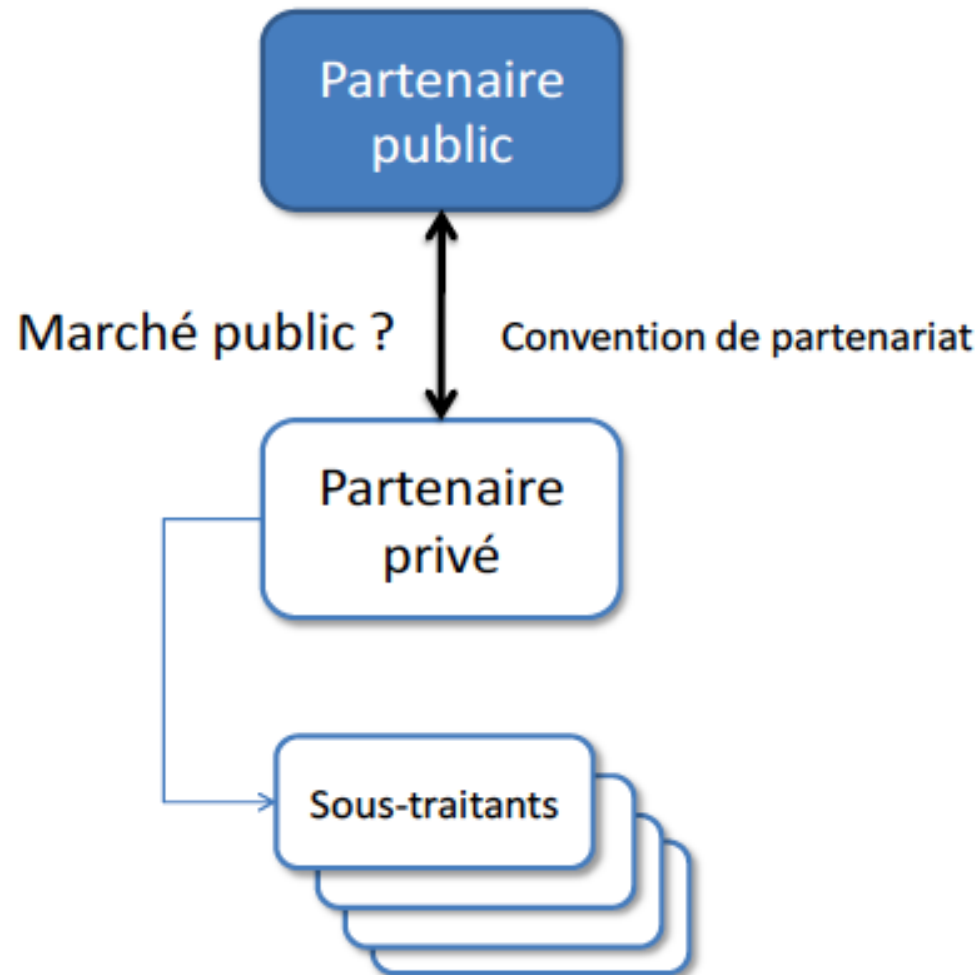 Partenaire
public
Marché public ?
Convention de partenariat
Partenaire
privé
Sous-traitants